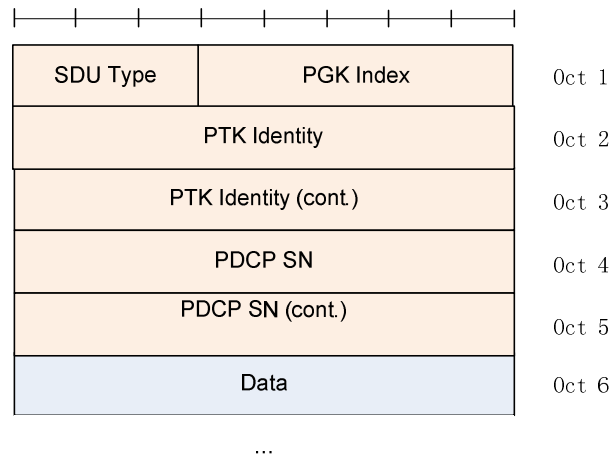 SDU Type PGK Index Oct 1
PTK Identity Oct 2
PTK Identity (cont.) Oct 3
PDCP SN Oct 4
PDCP SN (cont.) Oct 5
Data Oct 6
...